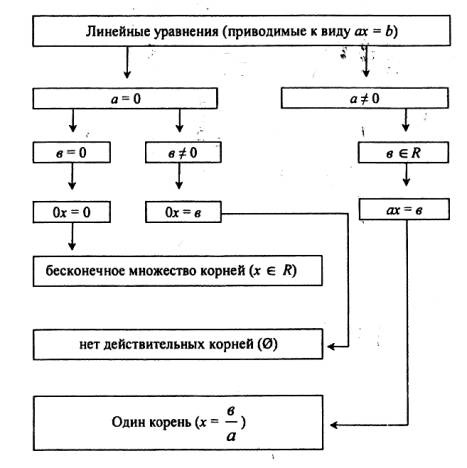 Линейные уравнения (приводимые к виду ax = b)
a = 0
a ≠ 0
в = 0
в ≠ 0
в ∈ R
0x = 0
0x = в
ax = в
бесконечное множество корней (x ∈ R)
нет действительных корней (Ø)
Один корень (x = в/a)